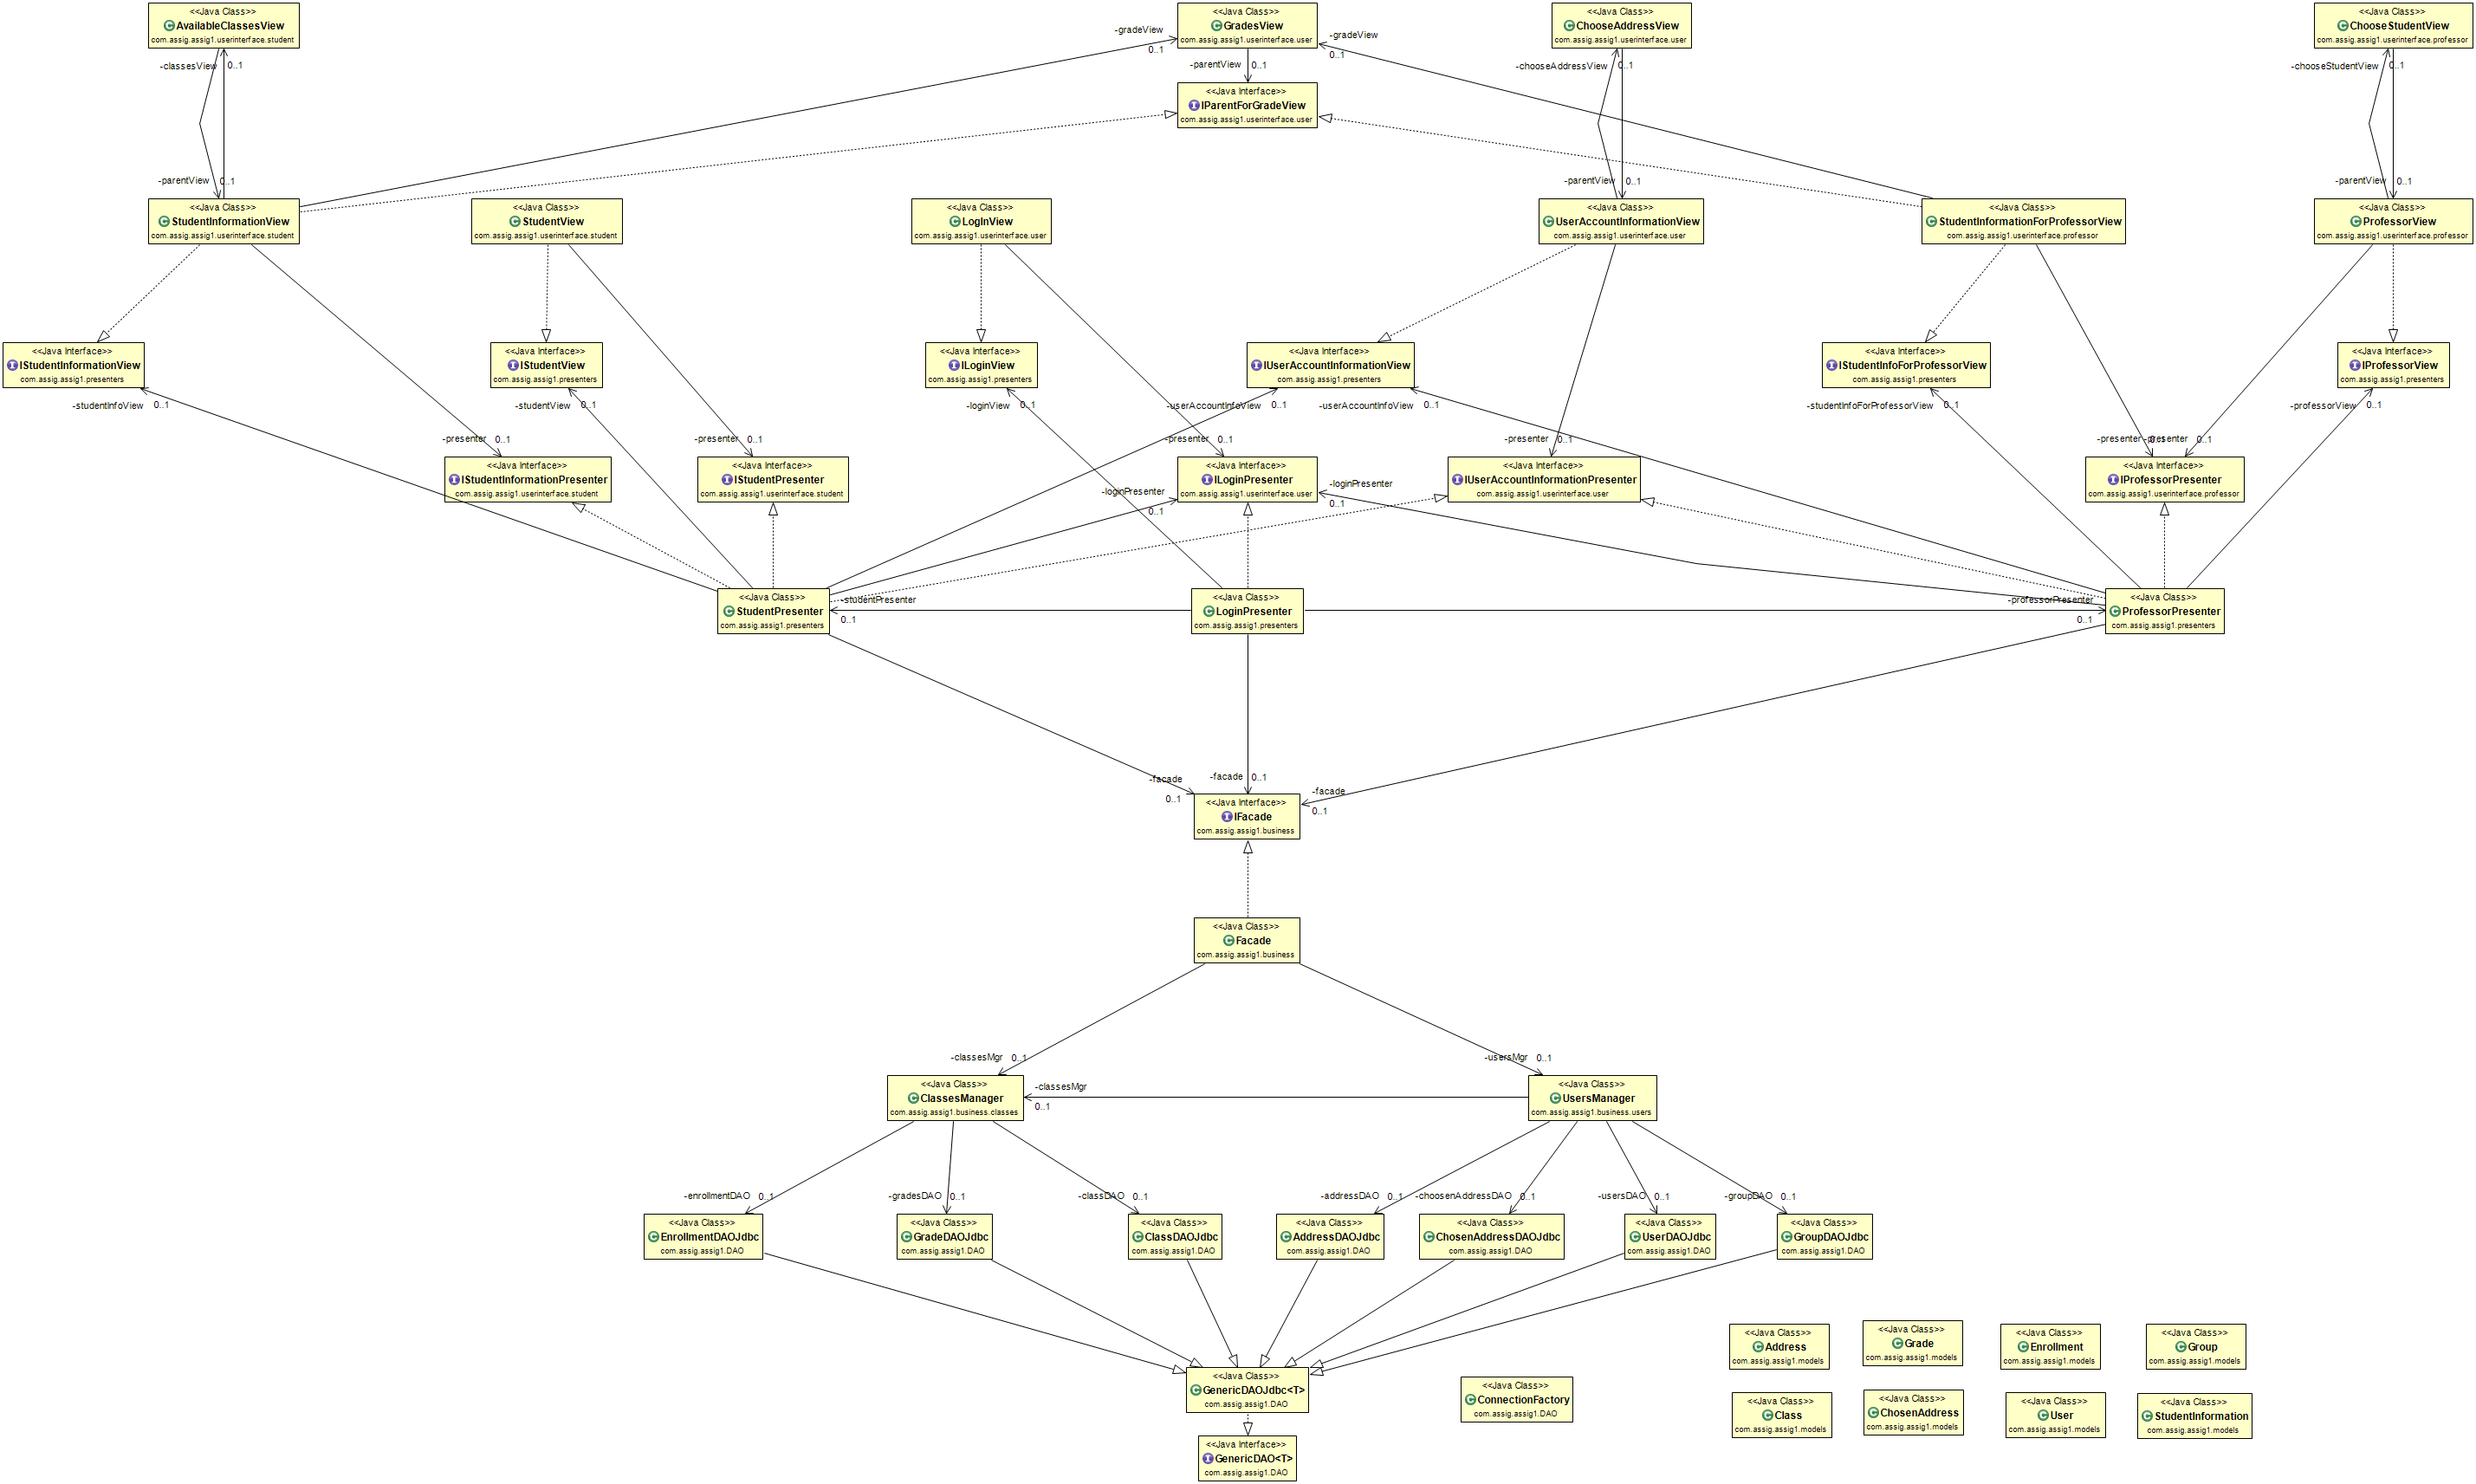 <<Java Class>>
AvailableClassesView
com.assig.assig1.userinterface.student
<<Java Class>>
GradesView
com.assig.assig1.userinterface.user
<<Java Class>>
ChooseAddressView
com.assig.assig1.userinterface.user
<<Java Class>>
ChooseStudentView
com.assig.assig1.userinterface.professor
-gradeView
0..1
-gradeView
0..1
-classesView
0..1
-parentView
0..1
-chooseAddressView
0..1
-chooseStudentView
0..1
<<Java Interface>>
IParentForGradeView
com.assig.assig1.userinterface.user
-parentView
0..1
-parentView
0..1
-parentView
0..1
<<Java Class>>
StudentInformationView
com.assig.assig1.userinterface.student
<<Java Class>>
StudentView
com.assig.assig1.userinterface.student
<<Java Class>>
LogInView
com.assig.assig1.userinterface.user
<<Java Class>>
UserAccountInformationView
com.assig.assig1.userinterface.user
<<Java Class>>
StudentInformationForProfessorView
com.assig.assig1.userinterface.professor
<<Java Class>>
ProfessorView
com.assig.assig1.userinterface.professor
<<Java Interface>>
IStudentInformationView
com.assig.assig1.presenters
<<Java Interface>>
IStudentView
com.assig.assig1.presenters
<<Java Interface>>
ILoginView
com.assig.assig1.presenters
<<Java Interface>>
IUserAccountInformationView
com.assig.assig1.presenters
<<Java Interface>>
IStudentInfoForProfessorView
com.assig.assig1.presenters
<<Java Interface>>
IProfessorView
com.assig.assig1.presenters
-studentInfoView
0..1
-studentView
0..1
-loginView
0..1
-userAccountInfoView
0..1
-userAccountInfoView
0..1
-studentInfoForProfessorView
0..1
-professorView
0..1
-presenter
0..1
-presenter
0..1
-presenter
0..1
-presenter
0..1
-presenter
0..1
-presenter
0..1
<<Java Interface>>
IStudentInformationPresenter
com.assig.assig1.userinterface.student
<<Java Interface>>
IStudentPresenter
com.assig.assig1.userinterface.student
<<Java Interface>>
ILoginPresenter
com.assig.assig1.userinterface.user
<<Java Interface>>
IUserAccountInformationPresenter
com.assig.assig1.userinterface.user
<<Java Interface>>
IProfessorPresenter
com.assig.assig1.userinterface.professor
-loginPresenter
0..1
-loginPresenter
0..1
<<Java Class>>
StudentPresenter
com.assig.assig1.presenters
<<Java Class>>
LoginPresenter
com.assig.assig1.presenters
<<Java Class>>
ProfessorPresenter
com.assig.assig1.presenters
-studentPresenter
0..1
-professorPresenter
0..1
-facade
0..1
-facade
0..1
-facade
0..1
<<Java Interface>>
IFacade
com.assig.assig1.business
<<Java Class>>
Facade
com.assig.assig1.business
-classesMgr
0..1
-usersMgr
0..1
<<Java Class>>
ClassesManager
com.assig.assig1.business.classes
-classesMgr
0..1
<<Java Class>>
UsersManager
com.assig.assig1.business.users
-enrollmentDAO
0..1
-gradesDAO
0..1
-classDAO
0..1
-addressDAO
0..1
-choosenAddressDAO
0..1
-usersDAO
0..1
-groupDAO
0..1
<<Java Class>>
EnrollmentDAOJdbc
com.assig.assig1.DAO
<<Java Class>>
GradeDAOJdbc
com.assig.assig1.DAO
<<Java Class>>
ClassDAOJdbc
com.assig.assig1.DAO
<<Java Class>>
AddressDAOJdbc
com.assig.assig1.DAO
<<Java Class>>
ChosenAddressDAOJdbc
com.assig.assig1.DAO
<<Java Class>>
UserDAOJdbc
com.assig.assig1.DAO
<<Java Class>>
GroupDAOJdbc
com.assig.assig1.DAO
<<Java Class>>
Address
com.assig.assig1.models
<<Java Class>>
Grade
com.assig.assig1.models
<<Java Class>>
Enrollment
com.assig.assig1.models
<<Java Class>>
Group
com.assig.assig1.models
<<Java Class>>
GenericDAOJdbc<T>
com.assig.assig1.DAO
<<Java Class>>
ConnectionFactory
com.assig.assig1.DAO
<<Java Class>>
Class
com.assig.assig1.models
<<Java Class>>
ChosenAddress
com.assig.assig1.models
<<Java Class>>
User
com.assig.assig1.models
<<Java Class>>
StudentInformation
com.assig.assig1.models
<<Java Interface>>
GenericDAO<T>
com.assig.assig1.DAO